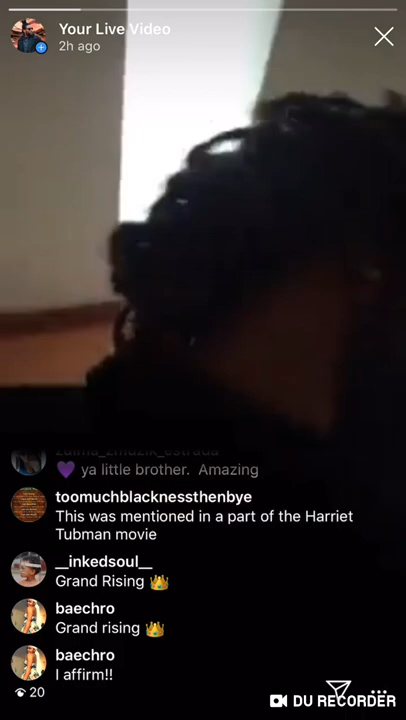 Your Live Video
2h ago
zulma_zmuzik_estrada
💜 ya little brother. Amazing
toomuchblacknessthenbye
This was mentioned in a part of the Harriet
Tubman movie
__inkedsoul__
Grand Rising 👑
baechro
Grand rising 👑
baechro
I affirm!!
20
DU RECORDER